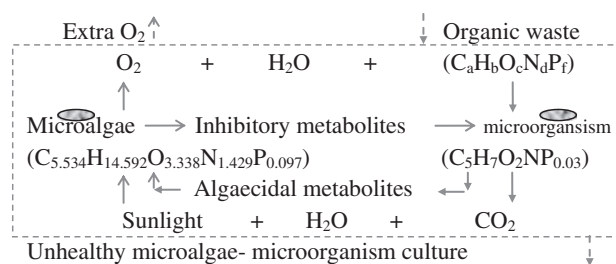 Extra O₂ Organic waste
O₂ + H₂O + (CₐH_bO_cN_dP_f)
Microalgae Inhibitory metabolites microorgansism
(C₅.₅₃₄H₁₄.₅₉₂O₃.₃₃₈N₁.₄₂₉P₀.₀₉₇) (C₅H₇O₂NP₀.₀₃)
Algaecidal metabolites
Sunlight + H₂O + CO₂
Unhealthy microalgae- microorganism culture